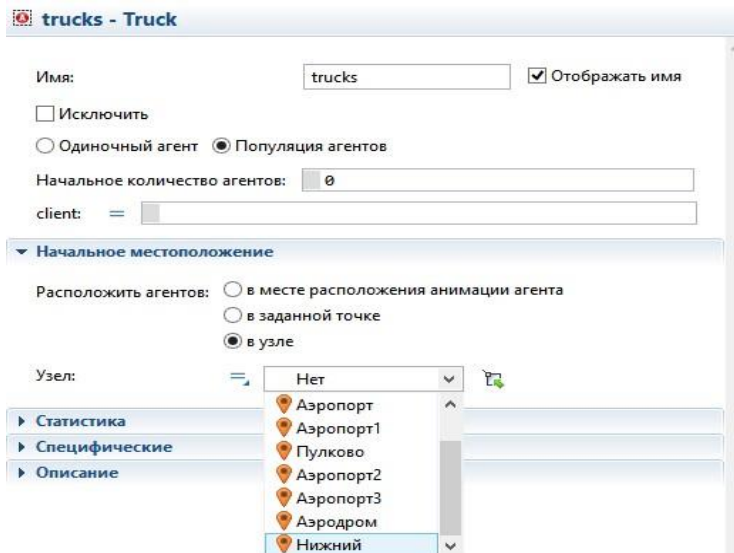 trucks - Truck
Имя: trucks Отображать имя
Исключить
Одиночный агент Популяция агентов
Начальное количество агентов: 0
client: =
Начальное местоположение
Расположить агентов: в месте расположения анимации агента
в заданной точке
в узле
Узел: Нет
Аэропорт
Статистика
Аэропорт1
Специфические
Пулково
Описание
Аэропорт2
Аэропорт3
Аэродром
Нижний